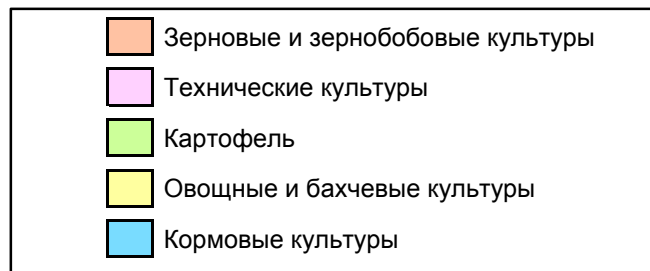 Зерновые и зернобобовые культуры
Технические культуры
Картофель
Овощные и бахчевые культуры
Кормовые культуры